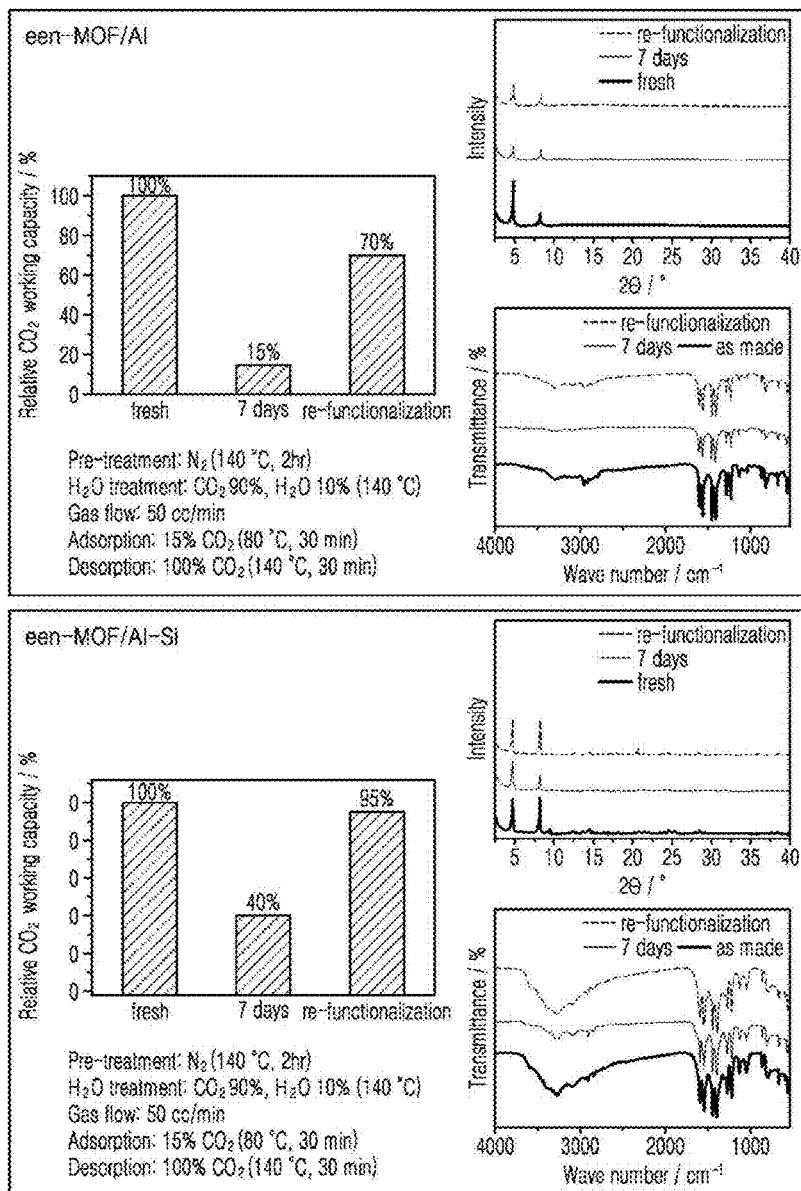 een-MOF/Al
Relative CO₂ working capacity / %
100
80
60
40
20
0
100%
15%
70%
fresh
7 days
re-functionalization
Pre-treatment: N₂ (140 °C, 2hr)
H₂O treatment: CO₂ 90%, H₂O 10% (140 °C)
Gas flow: 50 cc/min
Adsorption: 15% CO₂ (80 °C, 30 min)
Desorption: 100% CO₂ (140 °C, 90 min)
re-functionalization
7 days
fresh
Intensity
5 10 15 20 25 30 35 40
2Θ / °
re-functionalization
7 days as made
Transmittance / %
4000 3000 2000 1000
Wave number / cm⁻¹
een-MOF/Al-Si
Relative CO₂ working capacity / %
0
0
0
0
0
0
100%
40%
95%
fresh
7 days
re-functionalization
Pre-treatment: N₂ (140 °C, 2hr)
H₂O treatment: CO₂ 90%, H₂O 10% (140 °C)
Gas flow: 50 cc/min
Adsorption: 15% CO₂ (80 °C, 30 min)
Desorption: 100% CO₂ (140 °C, 30 min)
re-functionalization
7 days
fresh
Intensity
5 10 15 20 25 30 35 40
2Θ / °
re-functionalization
7 days as made
Transmittance / %
4000 3000 2000 1000
Wave number / cm⁻¹